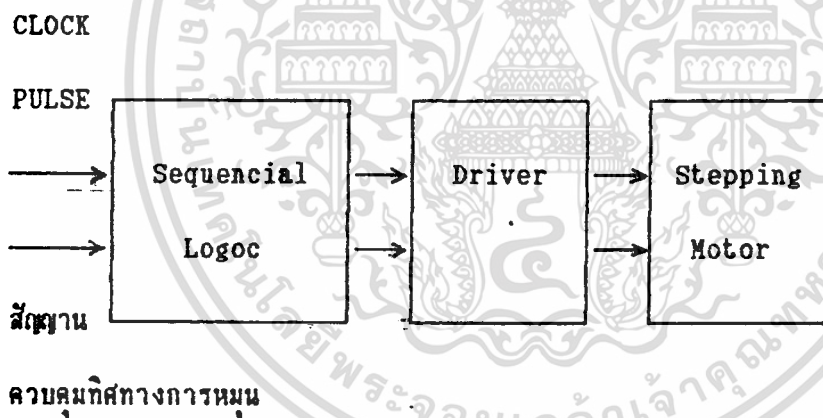 CLOCK
PULSE
Sequencial
Logoc
Driver
Stepping
Motor
สัญญาน
ควบคุมทิศทางการหมุน